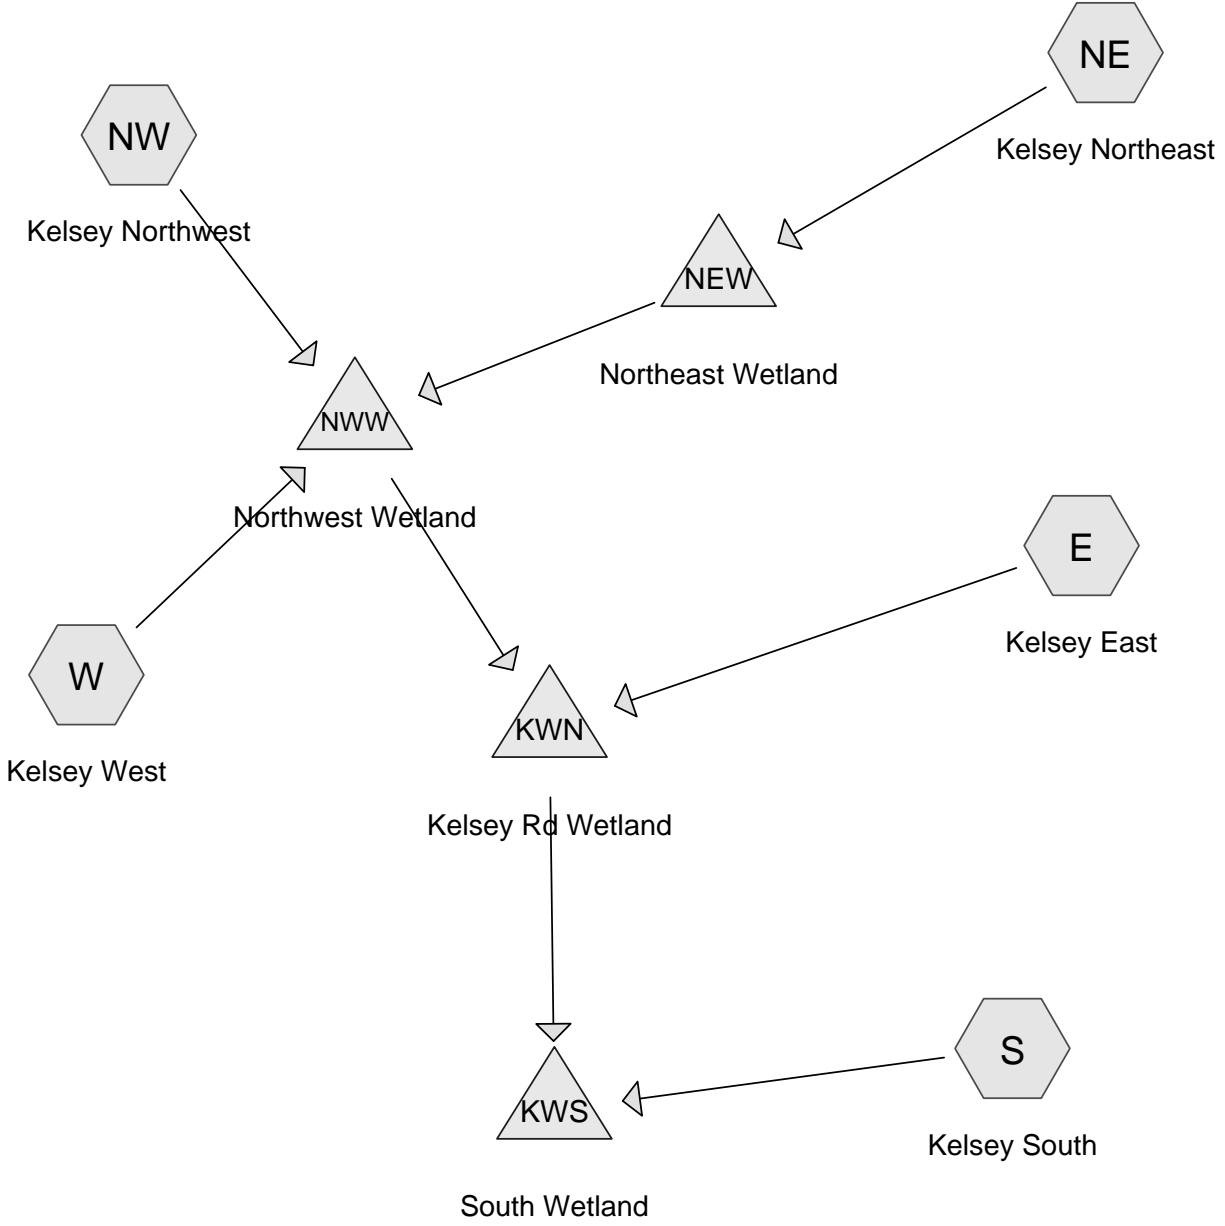 NE
Kelsey Northeast
NW
Kelsey Northwest
NEW
Northeast Wetland
NWW
Northwest Wetland
E
Kelsey East
W
Kelsey West
KWN
Kelsey Rd Wetland
S
Kelsey South
KWS
South Wetland